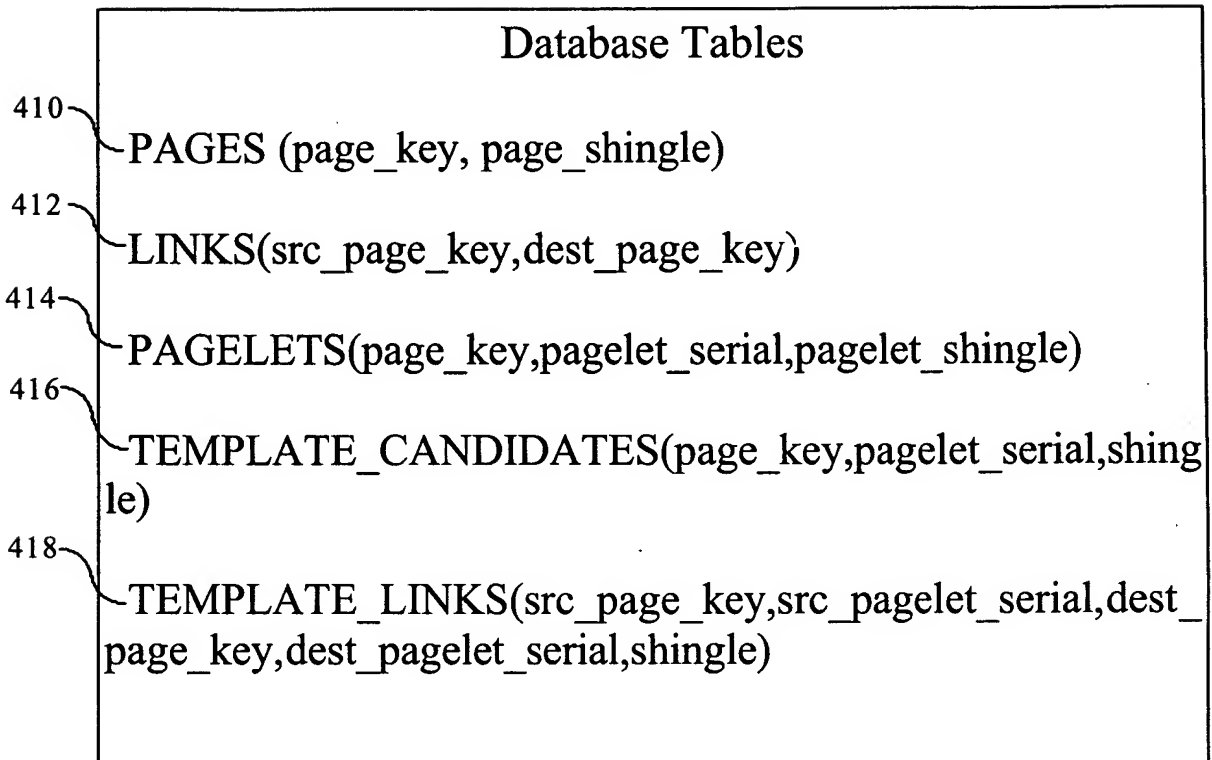 Database Tables
410
PAGES (page_key, page_shingle)
412
LINKS(src_page_key,dest_page_key)
414
PAGELETS(page_key,pagelet_serial,pagelet_shingle)
416
TEMPLATE_CANDIDATES(page_key,pagelet_serial,shing
le)
418
TEMPLATE_LINKS(src_page_key,src_pagelet_serial,dest_
page_key,dest_pagelet_serial,shingle)